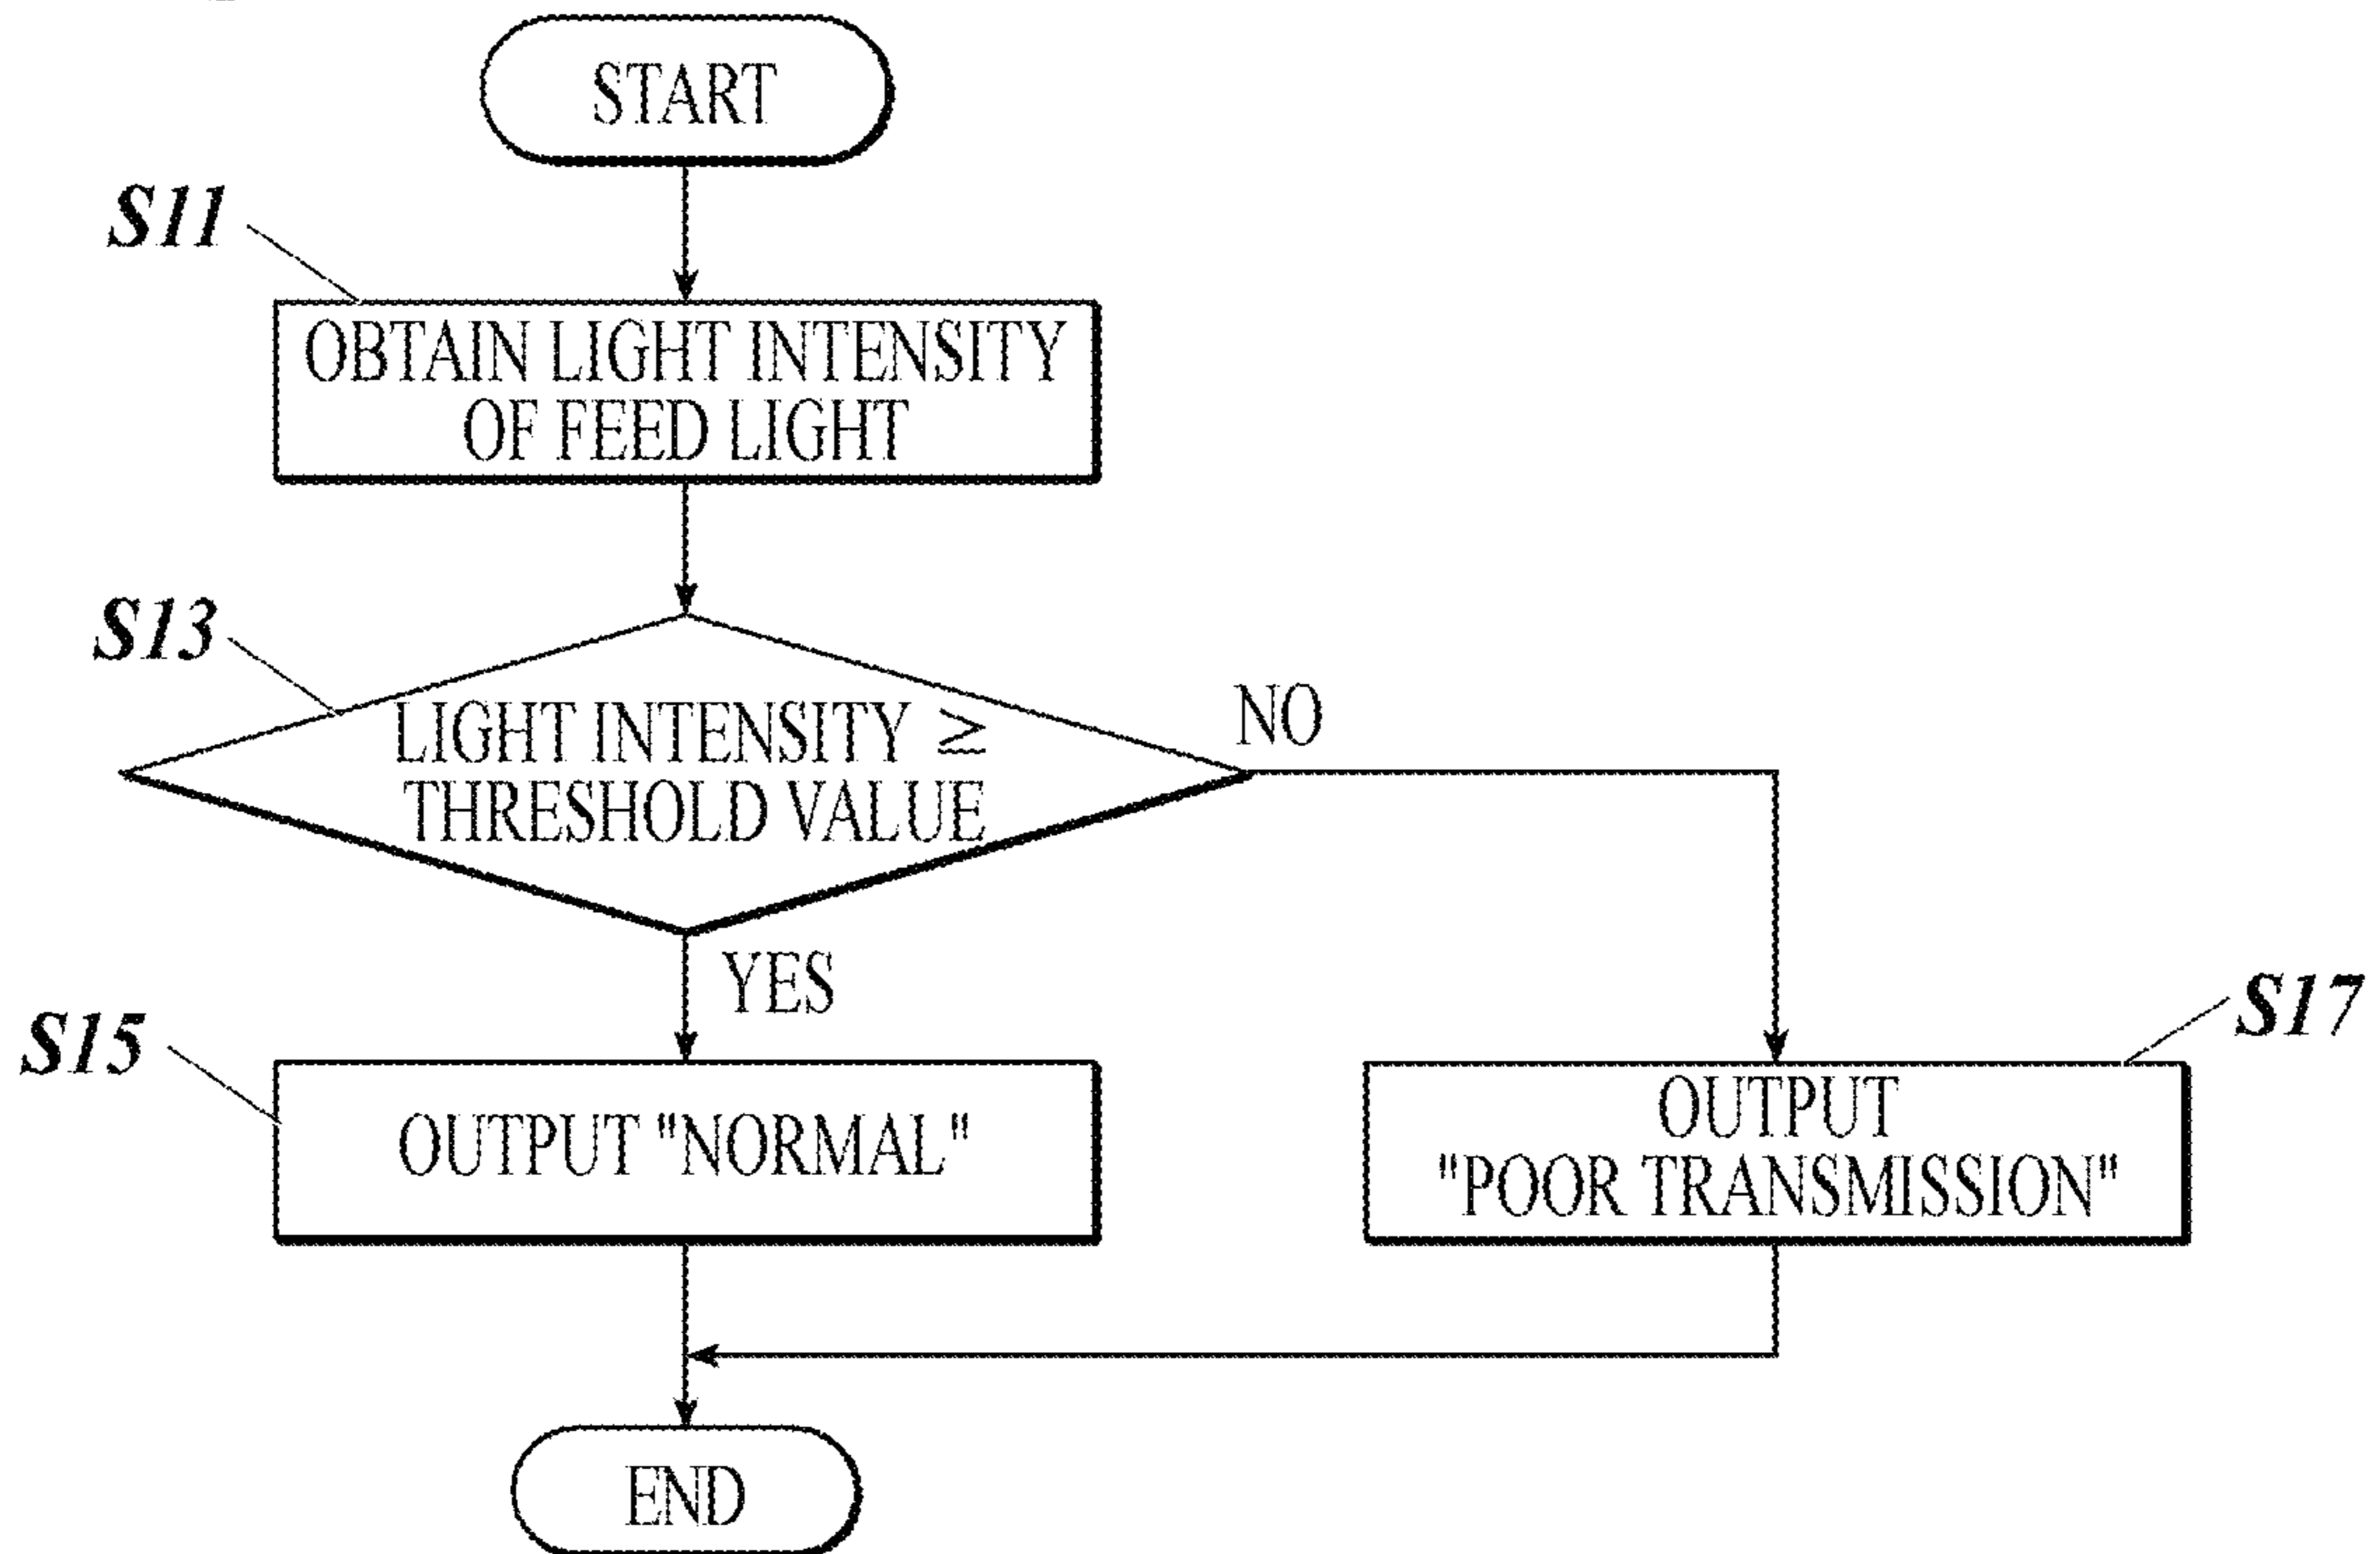 START
S11
OBTAIN LIGHT INTENSITY
OF FEED LIGHT
S13
LIGHT INTENSITY ≧
THRESHOLD VALUE
NO
YES
S15
OUTPUT "NORMAL"
S17
OUTPUT
"POOR TRANSMISSION"
END